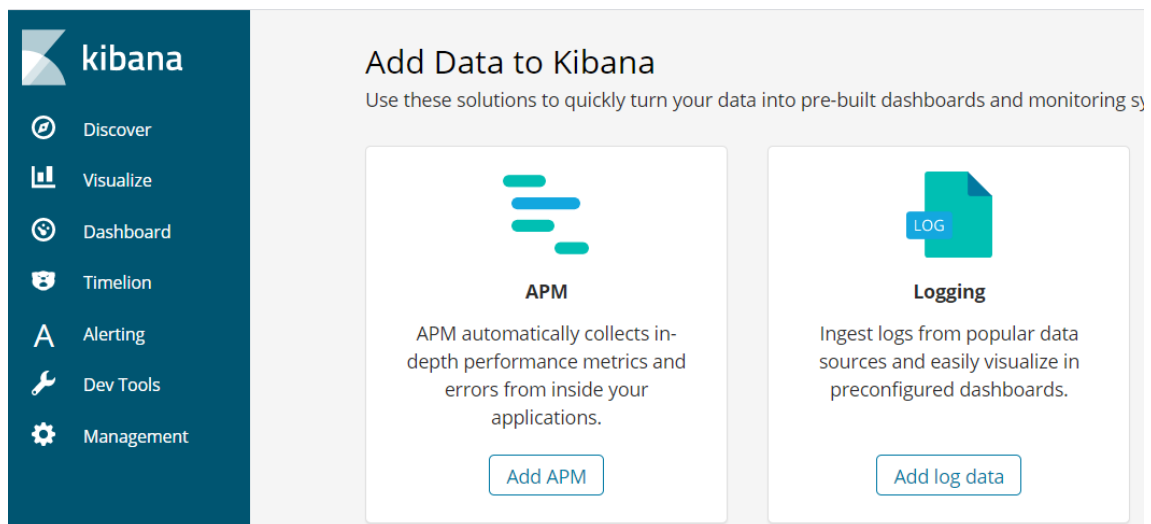 kibana
Discover
Visualize
Dashboard
Timelion
Alerting
Dev Tools
Management
Add Data to Kibana
Use these solutions to quickly turn your data into pre-built dashboards and monitoring
APM
APM automatically collects in-
depth performance metrics and
errors from inside your
applications.
Add APM
LOG
Logging
Ingest logs from popular data
sources and easily visualize in
preconfigured dashboards.
Add log data